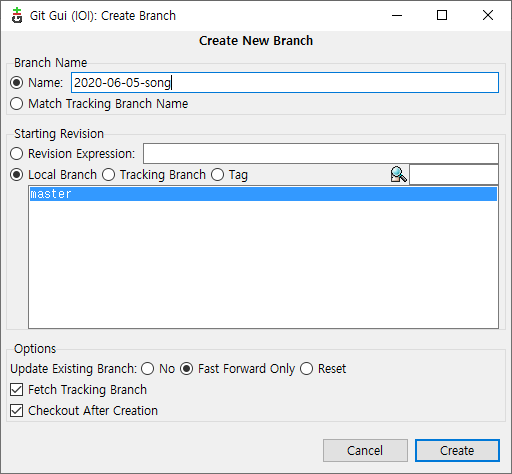 Git Gui (IOI): Create Branch
Create New Branch
Branch Name
Name: 2020-06-05-song
Match Tracking Branch Name
Starting Revision
Revision Expression:
Local Branch Tracking Branch Tag
master
Options
Update Existing Branch: No Fast Forward Only Reset
Fetch Tracking Branch
Checkout After Creation
Cancel Create